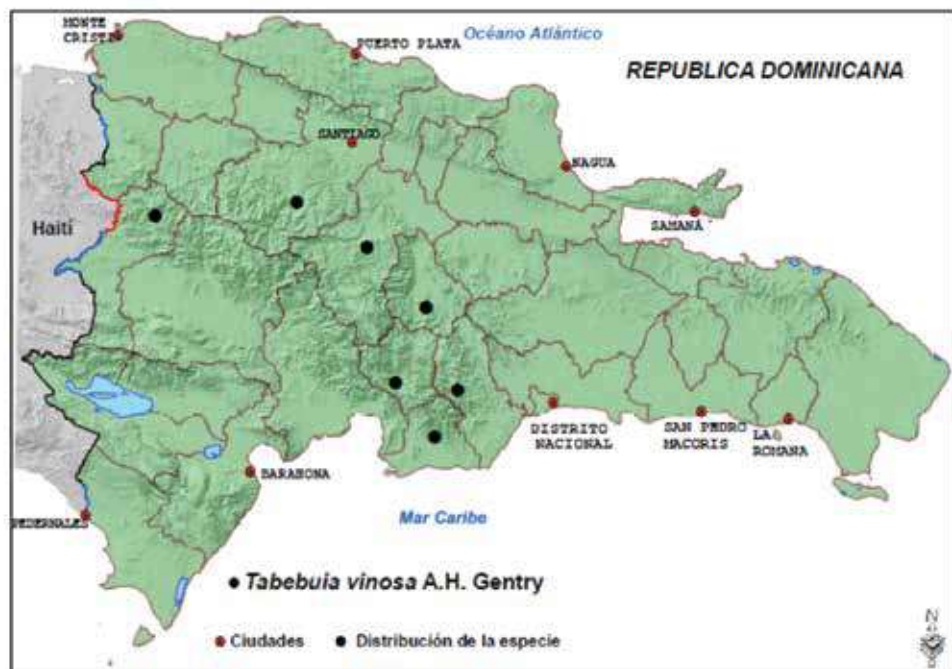 MONTE
CRISTI
Océano Atlántico
PUERTO PLATA
REPUBLICA DOMINICANA
SANTIAGO
NAGUA
SAMANÁ
Haití
DISTRITO
NACIONAL
SAN PEDRO
MACORIS
LA
ROMANA
BARAHONA
PEDERNALES
Mar Caribe
Tabebuia vinosa A.H. Gentry
Ciudades
Distribución de la especie
N